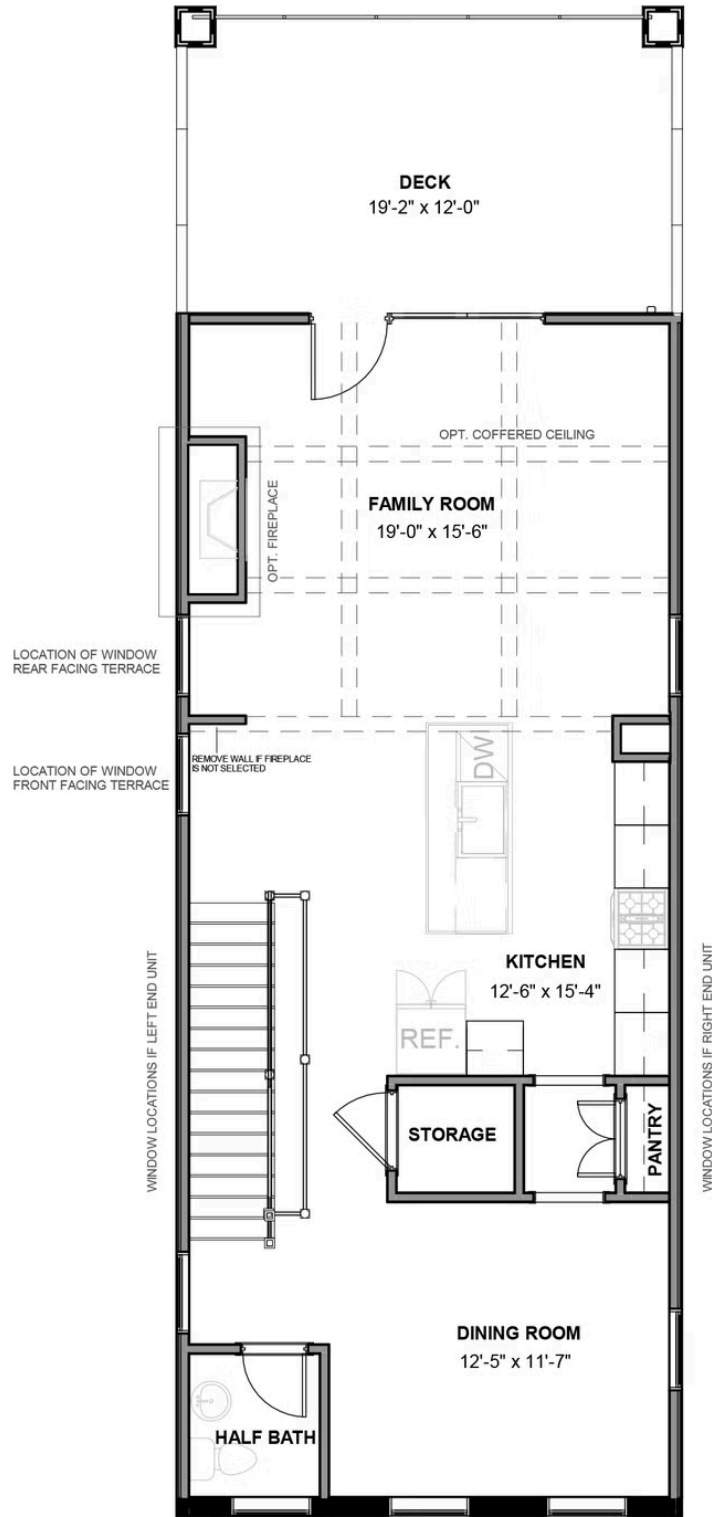 DECK
19'-2" x 12'-0"
OPT. COFFERED CEILING
FAMILY ROOM
19'-0" x 15'-6"
OPT. FIREPLACE
LOCATION OF WINDOW
REAR FACING TERRACE
REMOVE WALL IF FIREPLACE
IS NOT SELECTED
LOCATION OF WINDOW
FRONT FACING TERRACE
DW
KITCHEN
12'-6" x 15'-4"
REF.
WINDOW LOCATIONS IF LEFT END UNIT
WINDOW LOCATIONS IF RIGHT END UNIT
STORAGE
PANTRY
DINING ROOM
12'-5" x 11'-7"
HALF BATH